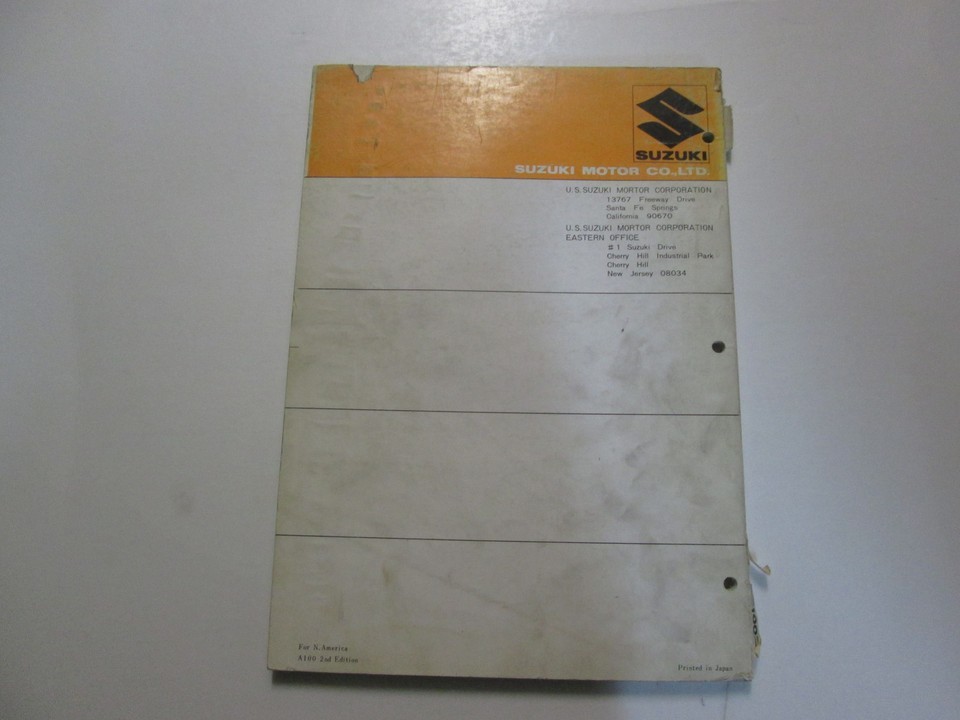 SUZUKI
SUZUKI MOTOR CO.,LTD.
U.S.SUZUKI MORTOR CORPORATION
13767 Freeway Drive
Santa Fe Springs
California 90670
U.S.SUZUKI MORTOR CORPORATION
EASTERN OFFICE
#1 Suzuki Drive
Cherry Hill Industrial Park
Cherry Hill
New Jersey 08034
For N.America
A100 2nd Edition
Printed in Japan